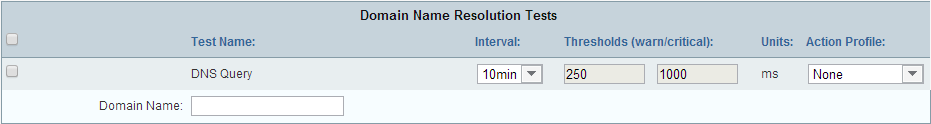 Domain Name Resolution Tests
Test Name: Interval: Thresholds (warn/critical): Units: Action Profile:
DNS Query 10min 250 1000 ms None
Domain Name: